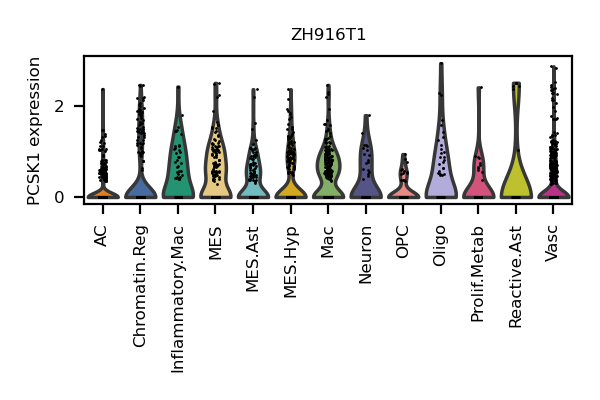 ZH916T1
PCSK1 expression
2
0
AC
Chromatin.Reg
Inflammatory.Mac
MES
MES.Ast
MES.Hyp
Mac
Neuron
OPC
Oligo
Prolif.Metab
Reactive.Ast
Vasc